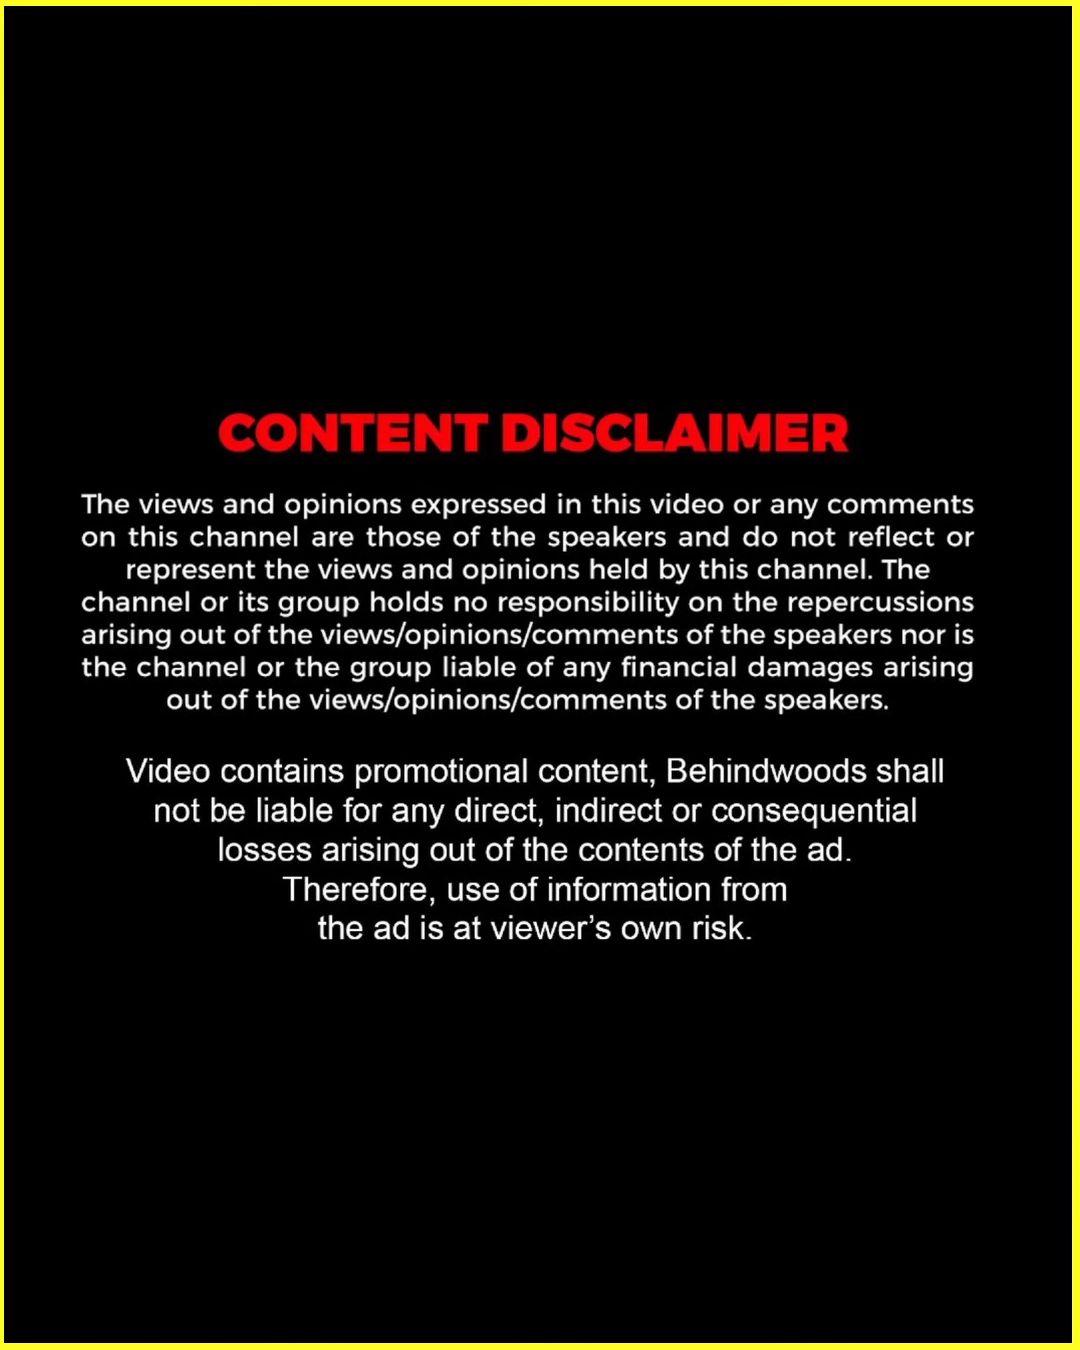 CONTENT DISCLAIMER
The views and opinions expressed in this video or any comments
on this channel are those of the speakers and do not reflect or
represent the views and opinions held by this channel. The
channel or its group holds no responsibility on the repercussions
arising out of the views/opinions/comments of the speakers nor is
the channel or the group liable of any financial damages arising
out of the views/opinions/comments of the speakers.
Video contains promotional content, Behindwoods shall
not be liable for any direct, indirect or consequential
losses arising out of the contents of the ad.
Therefore, use of information from
the ad is at viewer’s own risk.